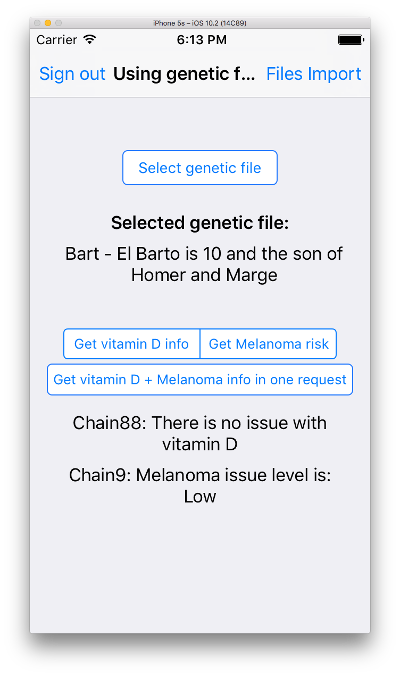 iPhone 5s – iOS 10.2 (14C89)
Carrier 6:13 PM
Sign out Using genetic f... Files Import
Select genetic file
Selected genetic file:
Bart - El Barto is 10 and the son of
Homer and Marge
Get vitamin D info Get Melanoma risk
Get vitamin D + Melanoma info in one request
Chain88: There is no issue with
vitamin D
Chain9: Melanoma issue level is:
Low